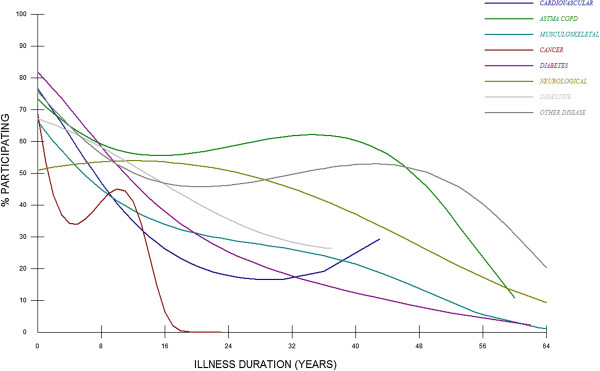 CARDIOVASCULAR
ASTMA COPD
MUSCULOSKELETAL
CANCER
DIABETES
NEUROLOGICAL
DIGESTIVE
OTHER DISEASE
100
90
80
70
60
50
40
30
20
10
0
% PARTICIPATING
0 8 16 24 32 40 48 56 64
ILLNESS DURATION (YEARS)